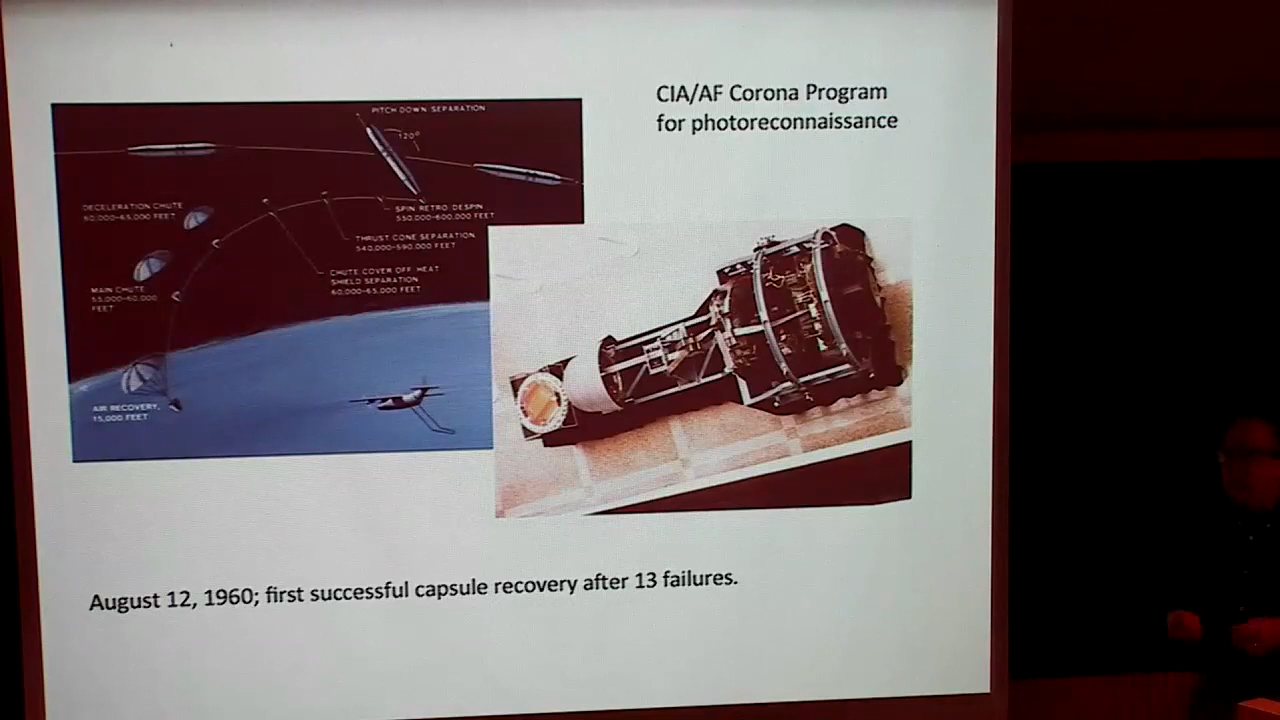 CIA/AF Corona Program
for photoreconnaissance
PITCH DOWN SEPARATION
120°
DECELERATION CHUTE
60,000-65,000 FEET
SPIN RETRO DESPIN
550,000-600,000 FEET
THRUST CONE SEPARATION
540,000-590,000 FEET
CHUTE COVER OFF HEAT
SHIELD SEPARATION
60,000-65,000 FEET
MAIN CHUTE
55,000-60,000
FEET
AIR RECOVERY,
15,000 FEET
August 12, 1960; first successful capsule recovery after 13 failures.